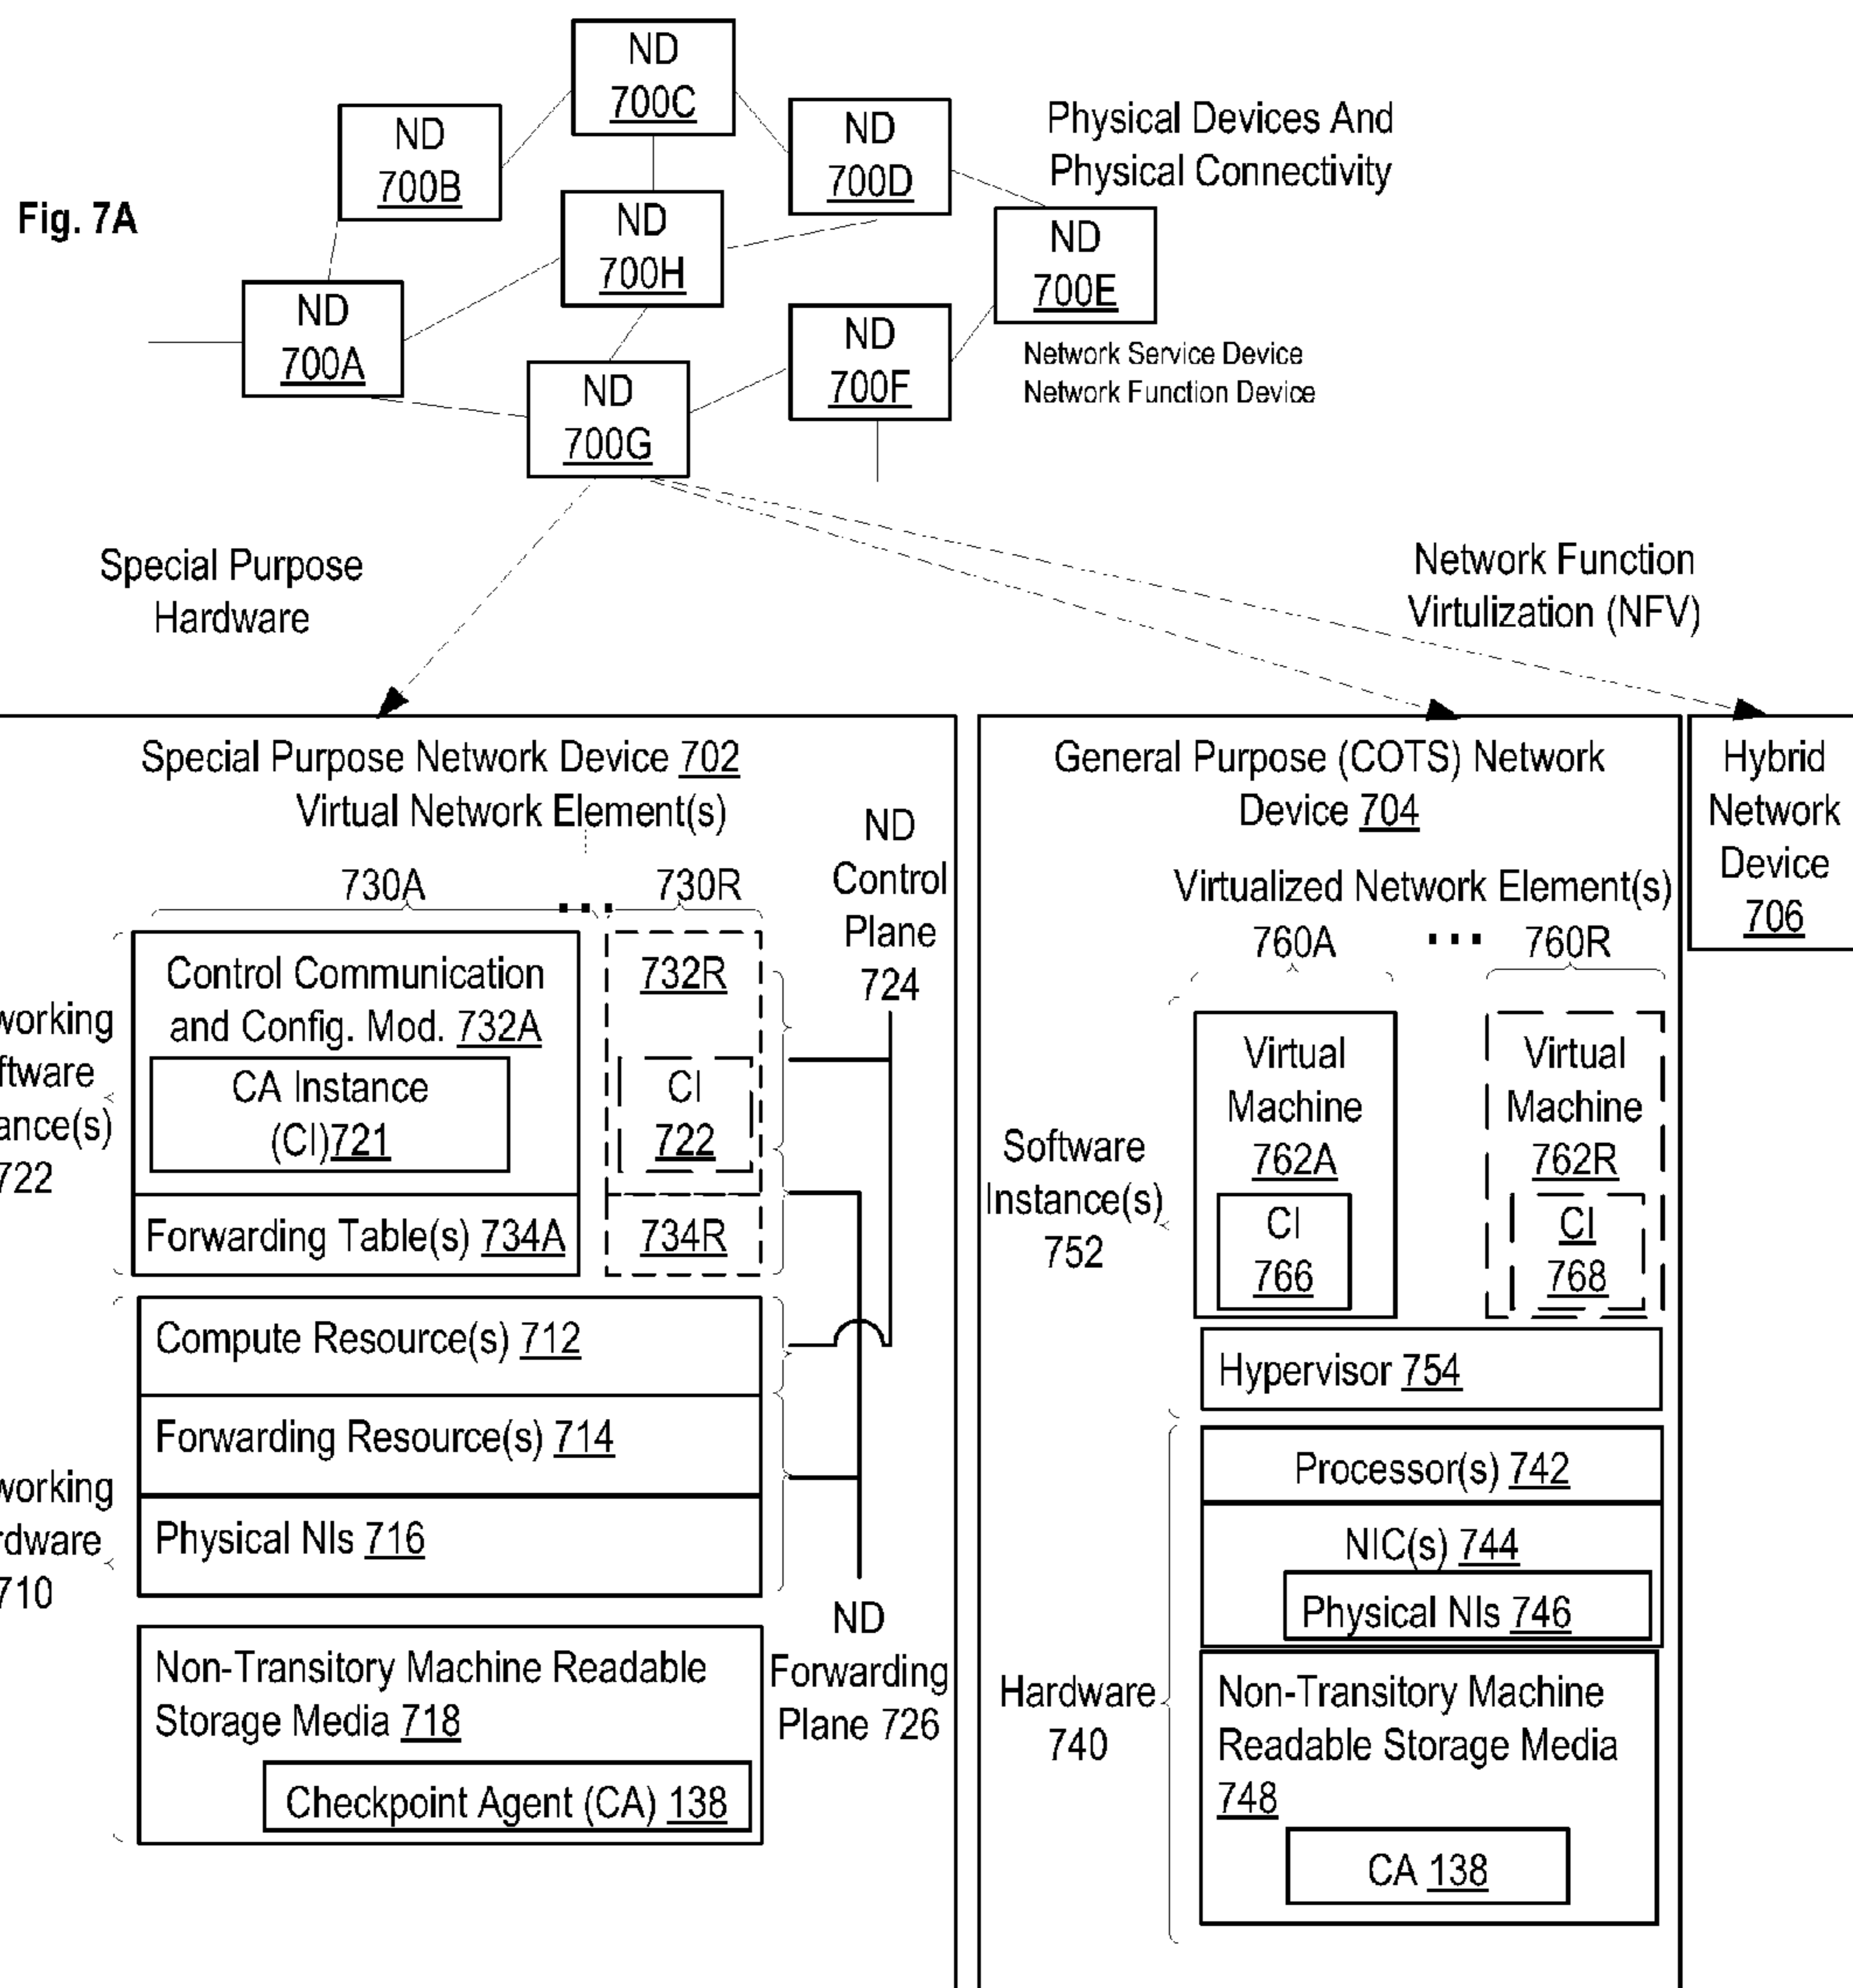 Fig. 7A
ND
700C
ND
700B
ND
700D
Physical Devices And
Physical Connectivity
ND
700H
ND
700E
ND
700A
ND
700F
Network Service Device
Network Function Device
ND
700G
Special Purpose
Hardware
Network Function
Virtulization (NFV)
Special Purpose Network Device 702
Virtual Network Element(s)
730A
...
730R
ND
Control
Plane
724
Control Communication
and Config. Mod. 732A
CA Instance
(CI)721
732R
CI
722
Forwarding Table(s) 734A
734R
722
Compute Resource(s) 712
Forwarding Resource(s) 714
Physical NIs 716
710
ND
Forwarding
Plane 726
Non-Transitory Machine Readable
Storage Media 718
Checkpoint Agent (CA) 138
General Purpose (COTS) Network
Device 704
Virtualized Network Element(s)
760A ... 760R
Software
Instance(s)
752
Virtual
Machine
762A
CI
766
Virtual
Machine
762R
CI
768
Hypervisor 754
Processor(s) 742
NIC(s) 744
Physical NIs 746
Hardware
740
Non-Transitory Machine
Readable Storage Media
748
CA 138
Hybrid
Network
Device
706